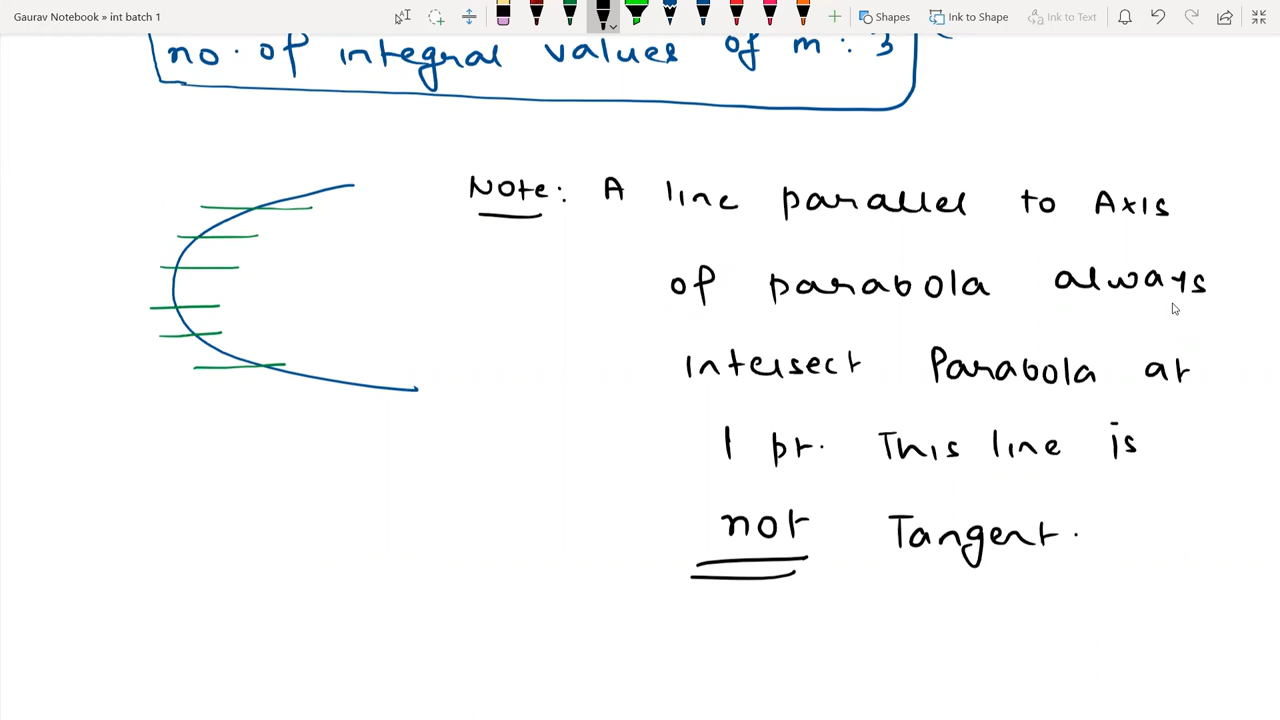 Gaurav Notebook » int batch 1
Shapes
Ink to Shape
Ink to Text
no. of integral values of m : 3
Note: A line parallel to Axis
of parabola always
intersect Parabola at
1 pt. This line is
not Tangent.